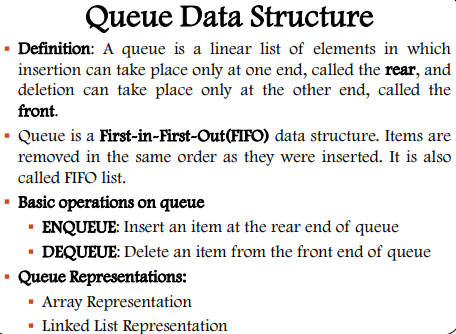 Queue Data Structure
▪ Definition: A queue is a linear list of elements in which
insertion can take place only at one end, called the rear, and
deletion can take place only at the other end, called the
front.
▪ Queue is a First-in-First-Out(FIFO) data structure. Items are
removed in the same order as they were inserted. It is also
called FIFO list.
▪ Basic operations on queue
▪ ENQUEUE: Insert an item at the rear end of queue
▪ DEQUEUE: Delete an item from the front end of queue
▪ Queue Representations:
▪ Array Representation
▪ Linked List Representation